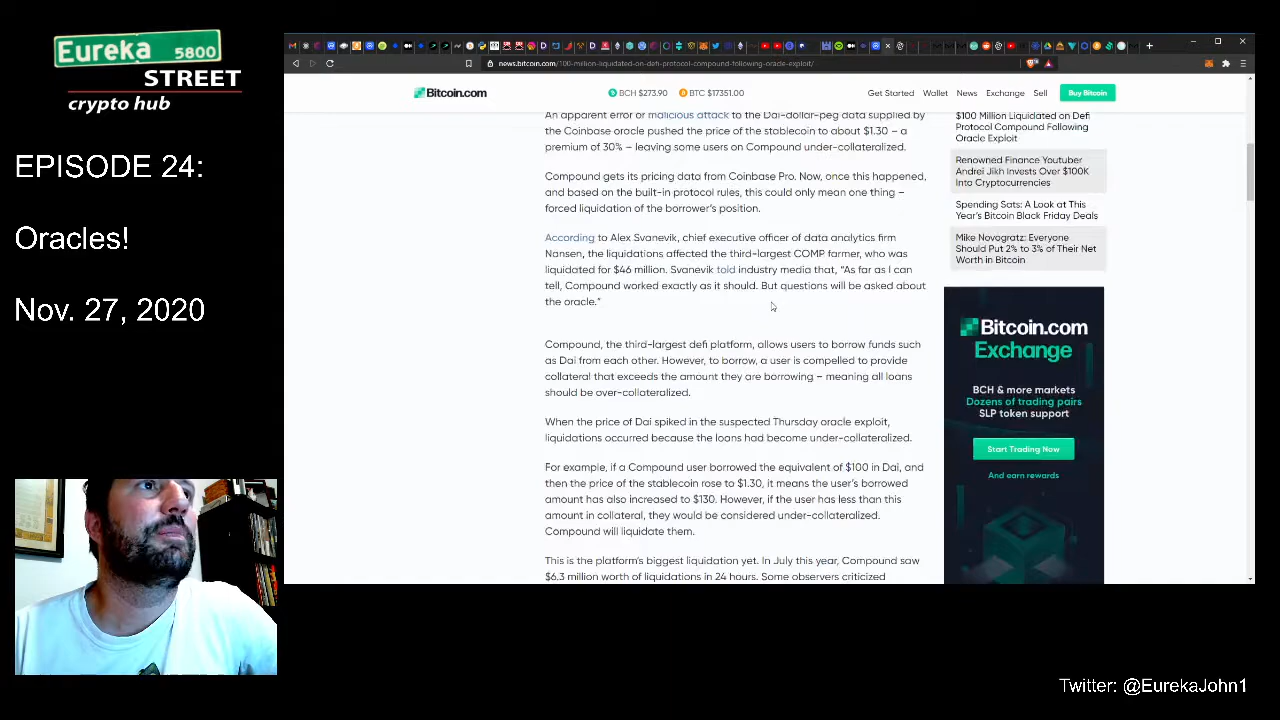 Eureka 5800
STREET
crypto hub
EPISODE 24:
Oracles!
Nov. 27, 2020
news.bitcoin.com/100-million-liquidated-on-defi-protocol-compound-following-oracle-exploit/
Bitcoin.com
BCH $273.90
BTC $17351.00
Get Started
Wallet
News
Exchange
Sell
Buy Bitcoin
An apparent error or malicious attack to the Dai-dollar-peg data supplied by
the Coinbase oracle pushed the price of the stablecoin to about $1.30 – a
premium of 30% – leaving some users on Compound under-collateralized.
Compound gets its pricing data from Coinbase Pro. Now, once this happened,
and based on the built-in protocol rules, this could only mean one thing –
forced liquidation of the borrower's position.
According to Alex Svanevik, chief executive officer of data analytics firm
Nansen, the liquidations affected the third-largest COMP farmer, who was
liquidated for $46 million. Svanevik told industry media that, “As far as I can
tell, Compound worked exactly as it should. But questions will be asked about
the oracle.”
Compound, the third-largest defi platform, allows users to borrow funds such
as Dai from each other. However, to borrow, a user is compelled to provide
collateral that exceeds the amount they are borrowing – meaning all loans
should be over-collateralized.
When the price of Dai spiked in the suspected Thursday oracle exploit,
liquidations occurred because the loans had become under-collateralized.
For example, if a Compound user borrowed the equivalent of $100 in Dai, and
then the price of the stablecoin rose to $1.30, it means the user's borrowed
amount has also increased to $130. However, if the user has less than this
amount in collateral, they would be considered under-collateralized.
Compound will liquidate them.
This is the platform's biggest liquidation yet. In July this year, Compound saw
$6.3 million worth of liquidations in 24 hours. Some observers criticized
$100 Million Liquidated on Defi
Protocol Compound Following
Oracle Exploit
Renowned Finance Youtuber
Andrei Jikh Invests Over $100K
Into Cryptocurrencies
Spending Sats: A Look at This
Year's Bitcoin Black Friday Deals
Mike Novogratz: Everyone
Should Put 2% to 3% of Their Net
Worth in Bitcoin
Bitcoin.com
Exchange
BCH & more markets
Dozens of trading pairs
SLP token support
Start Trading Now
And earn rewards
Twitter: @EurekaJohn1